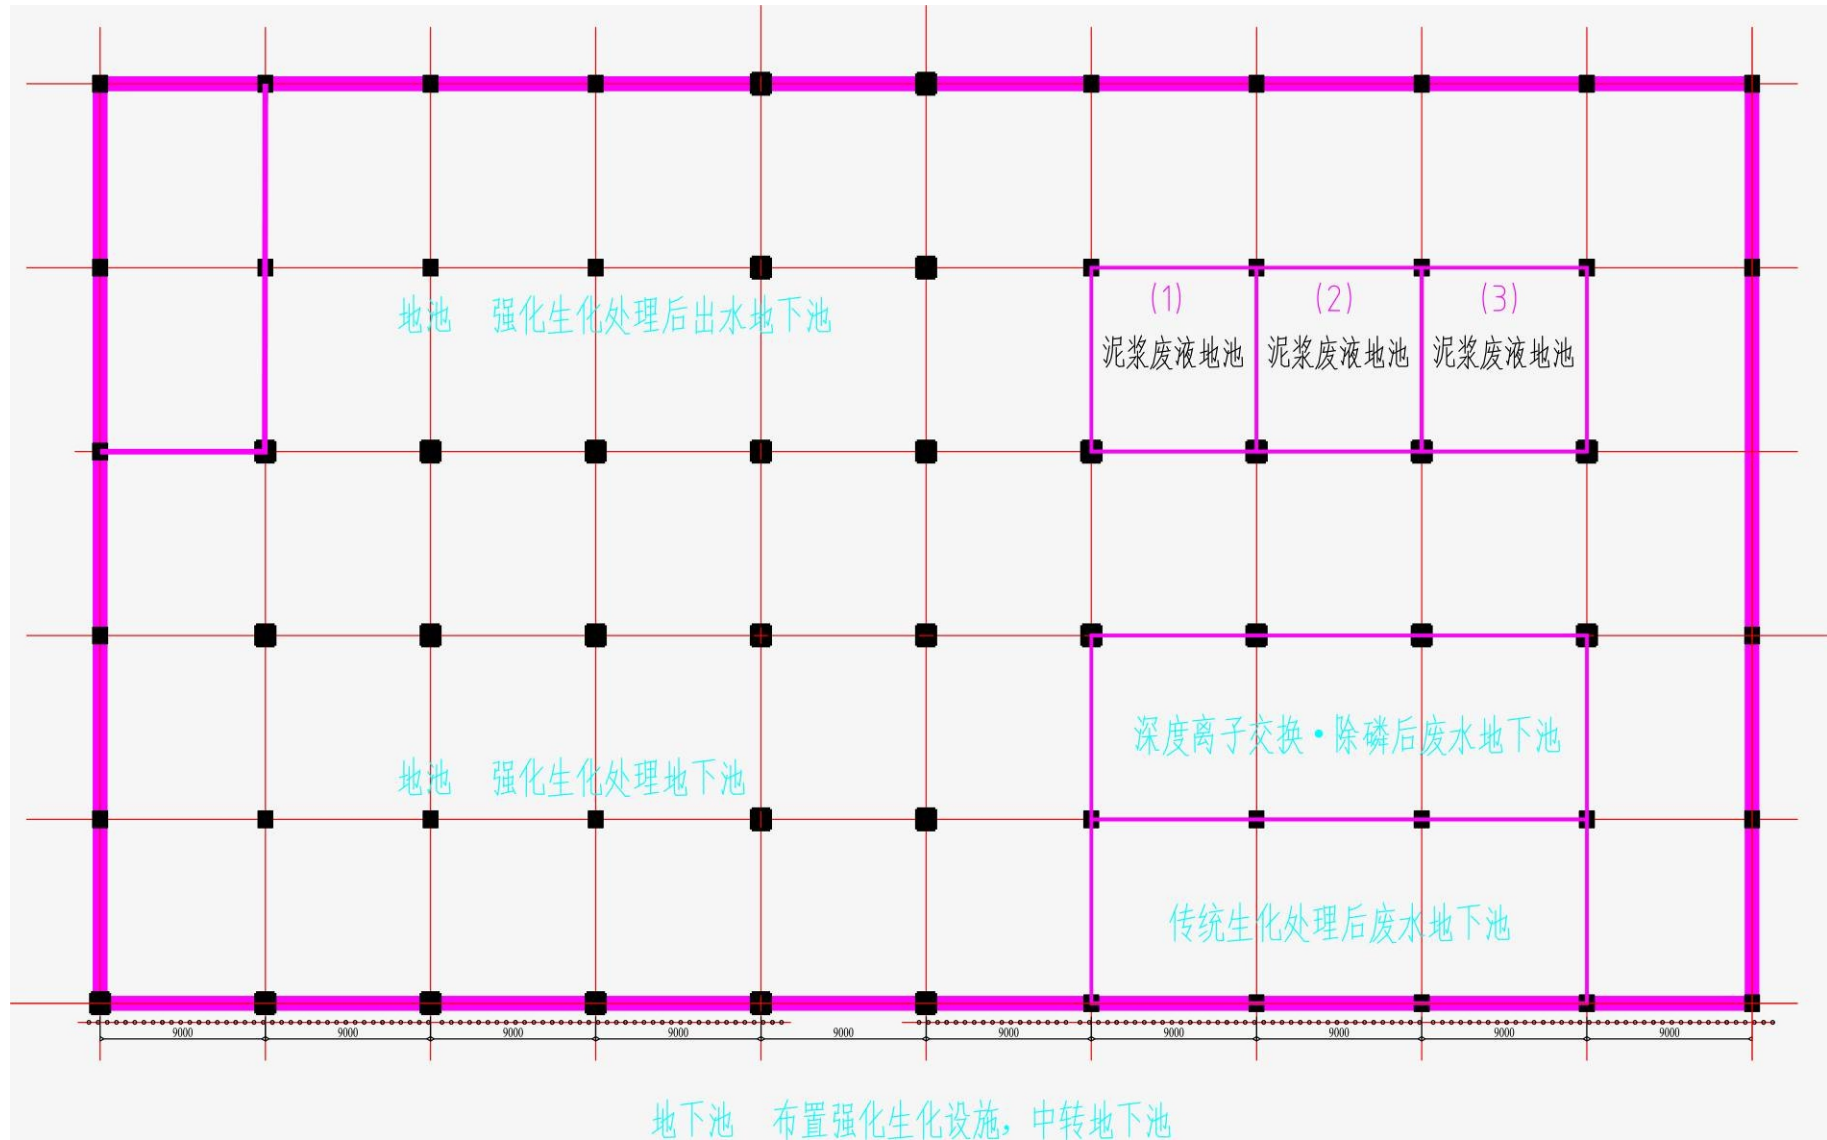 (1) (2) (3)
地池 强化生化处理后出水地下池
泥浆废液地池 泥浆废液地池 泥浆废液地池
深度离子交换·除磷后废水地下池
地池 强化生化处理地下池
传统生化处理后废水地下池
9000 9000 9000 9000 9000 9000 9000 9000 9000 9000
地下池 布置强化生化设施，中转地下池